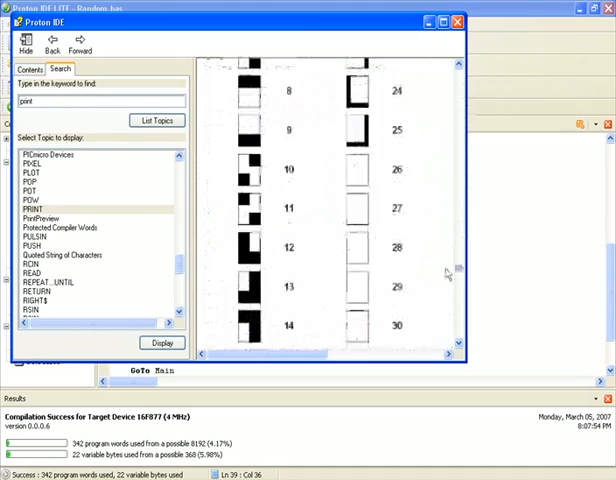 Proton IDE LITE - Random.bas
Proton IDE
Hide
Back
Forward
Contents
Search
Type in the keyword to find:
print
List Topics
Select Topic to display:
PICmicro Devices
PIXEL
PLOT
POP
POT
POW
PRINT
PrintPreview
Protected Compiler Words
PULSIN
PUSH
Quoted String of Characters
RCIN
READ
REPEAT...UNTIL
RETURN
RIGHT$
RSIN
Display
8 24
9 25
10 26
11 27
12 28
13 29
14 30
GoTo Main
Results
Compilation Success for Target Device 16F877 (4 MHz)
version 0.0.0.6
Monday, March 05, 2007
8:07:54 PM
342 program words used from a possible 8192 (4.17%)
22 variable bytes used from a possible 368 (5.98%)
Success : 342 program words used, 22 variable bytes used
Ln 39 : Col 36